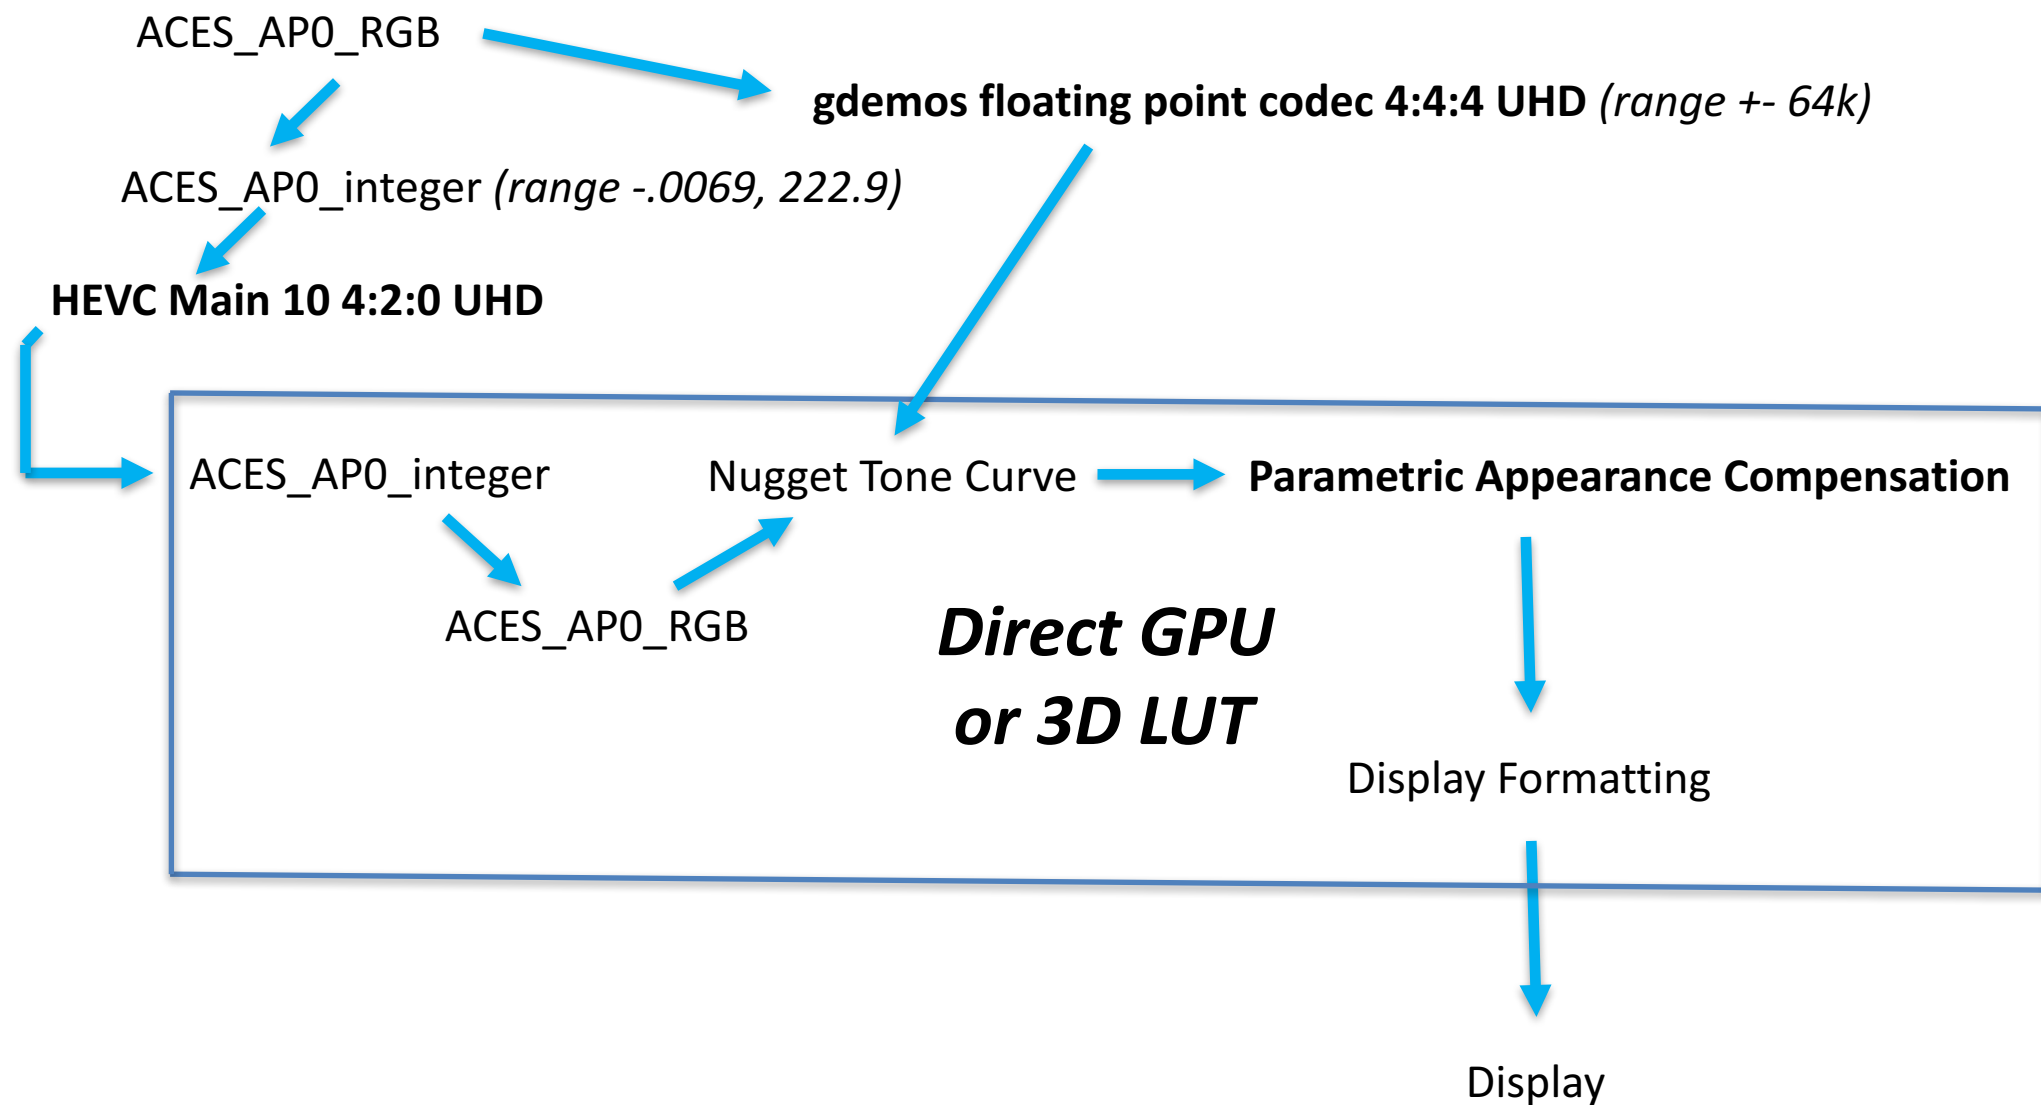 ACES_AP0_RGB
gdemos floating point codec 4:4:4 UHD (range +- 64k)
ACES_AP0_integer (range -.0069, 222.9)
HEVC Main 10 4:2:0 UHD
ACES_AP0_integer
Nugget Tone Curve
Parametric Appearance Compensation
ACES_AP0_RGB
Direct GPU
or 3D LUT
Display Formatting
Display